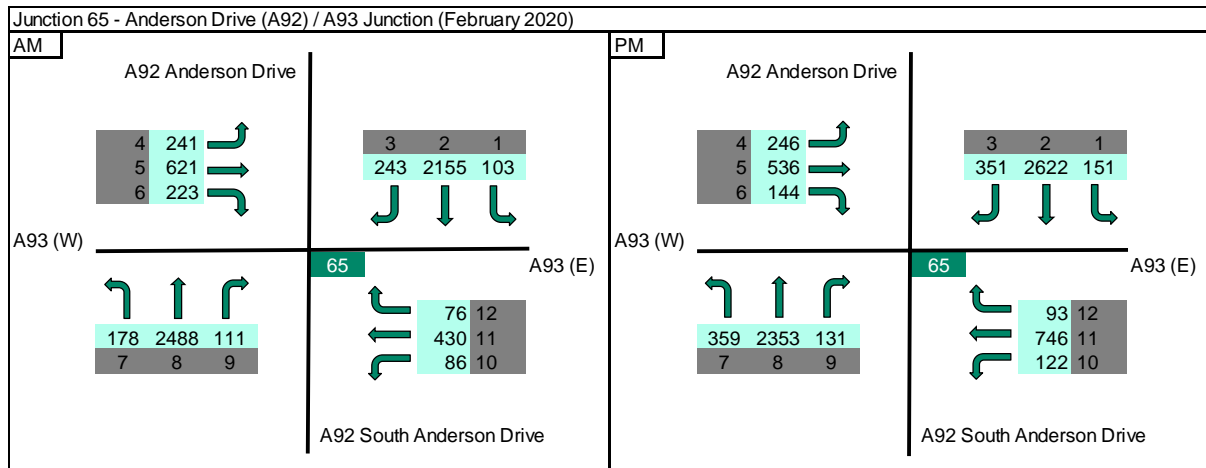 Junction 65 - Anderson Drive (A92) / A93 Junction (February 2020)
AM
A92 Anderson Drive
4 241
5 621
6 223
3 2 1
243 2155 103
A93 (W)
65
A93 (E)
178 2488 111
7 8 9
76 12
430 11
86 10
A92 South Anderson Drive
PM
A92 Anderson Drive
4 246
5 536
6 144
3 2 1
351 2622 151
A93 (W)
65
A93 (E)
359 2353 131
7 8 9
93 12
746 11
122 10
A92 South Anderson Drive